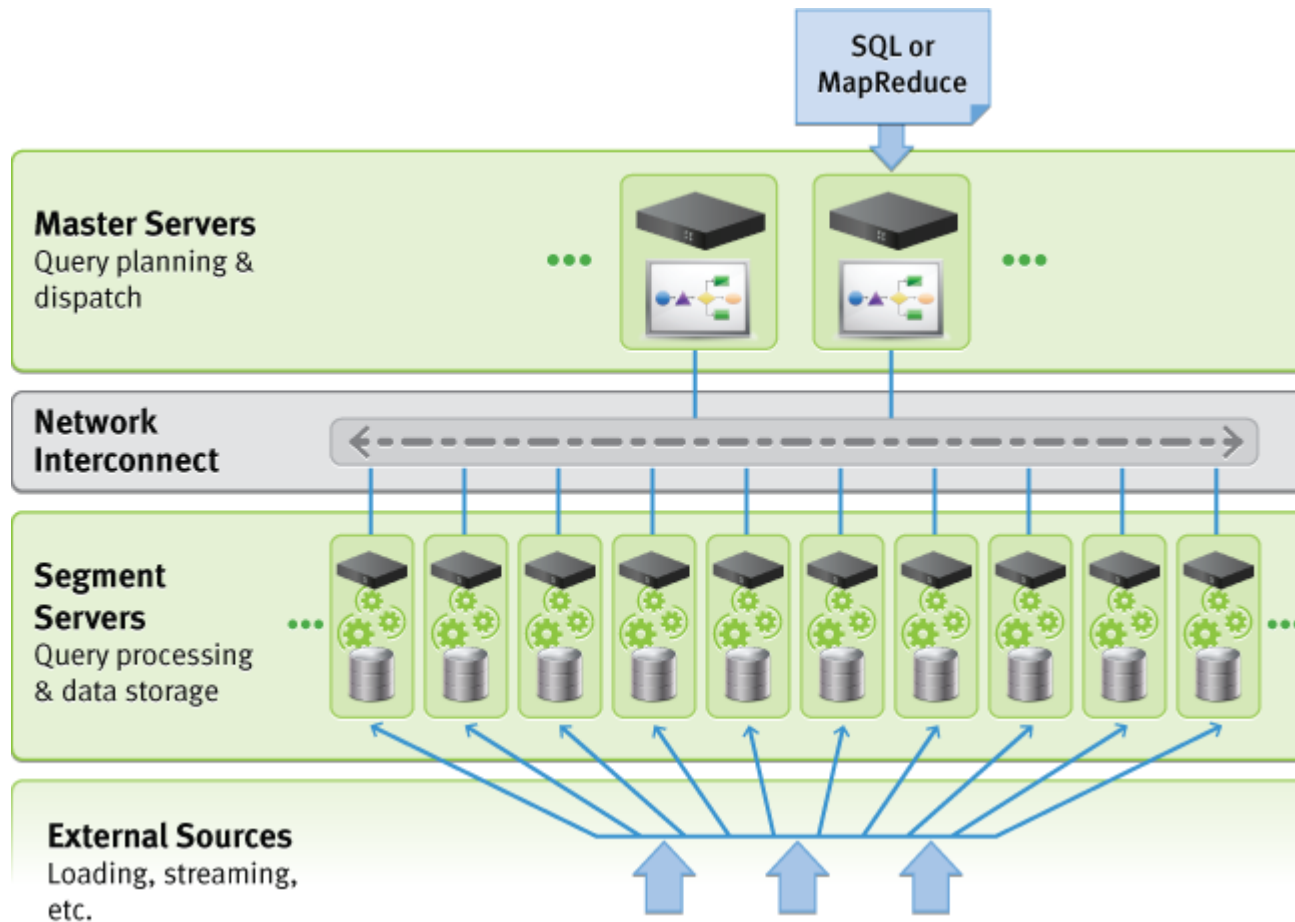 SQL or
MapReduce
Master Servers
Query planning &
dispatch
Network
Interconnect
Segment
Servers
Query processing
& data storage
External Sources
Loading, streaming,
etc.